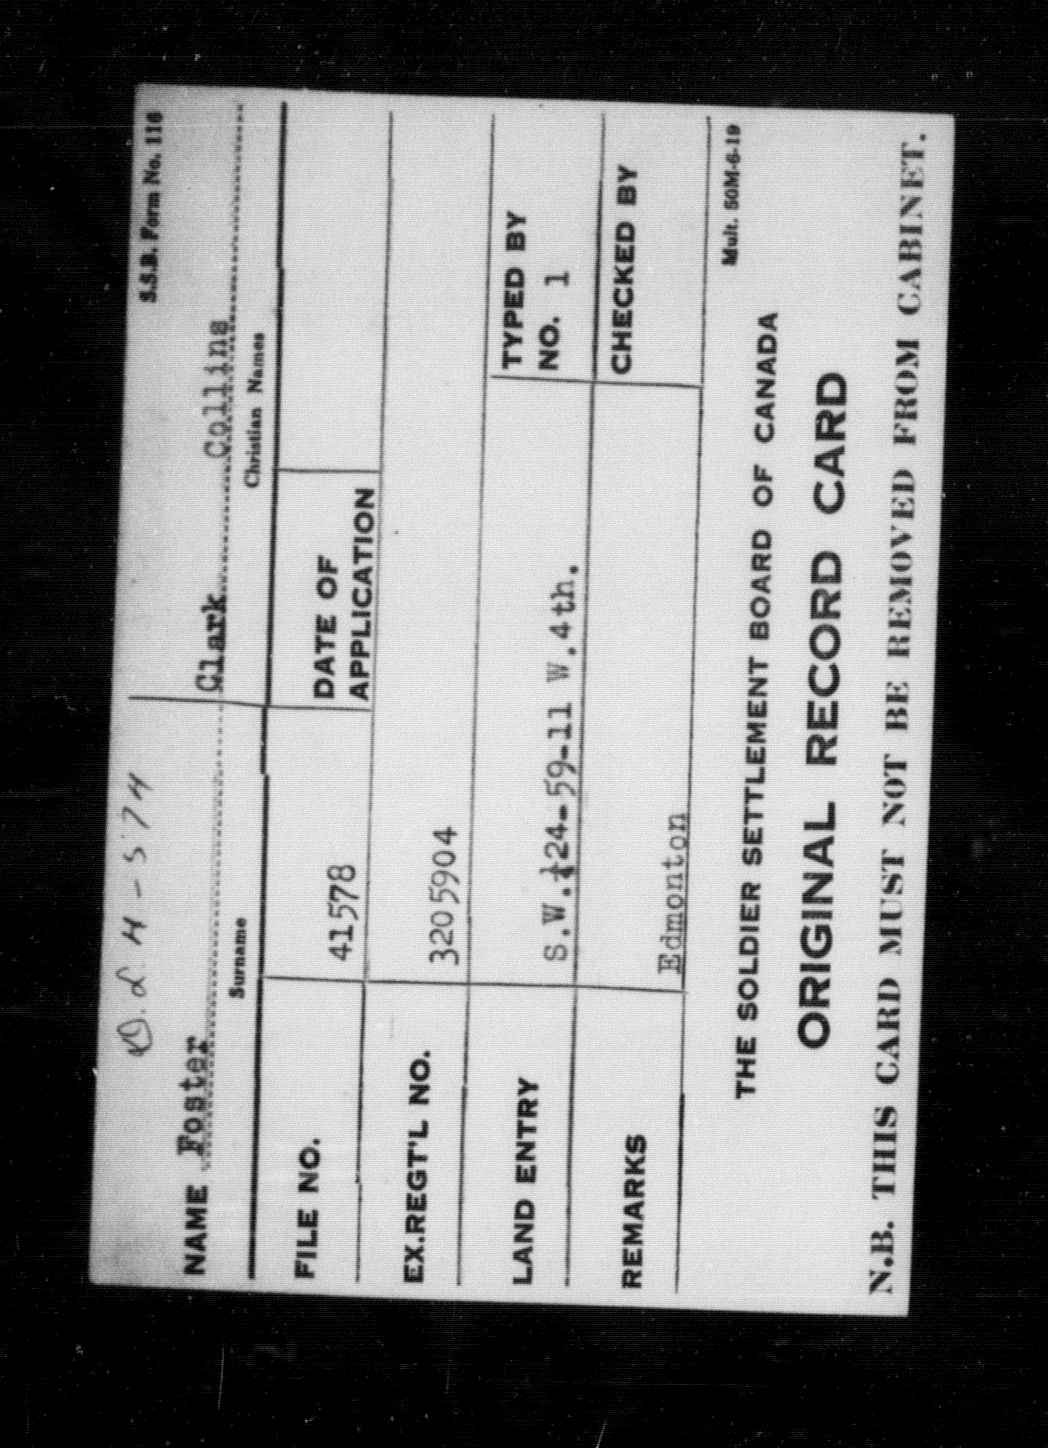 S.S.B. Form No. 116
D.L H-574
NAME Foster Clark Collins
Surname Christian Names
FILE NO. 41578 DATE OF APPLICATION
EX.REGT'L NO. 3205904
LAND ENTRY S.W.¼24-59-11 W.4th. TYPED BY NO. 1
REMARKS Edmonton CHECKED BY
Mult. 50M-6-19
THE SOLDIER SETTLEMENT BOARD OF CANADA
ORIGINAL RECORD CARD
N.B. THIS CARD MUST NOT BE REMOVED FROM CABINET.